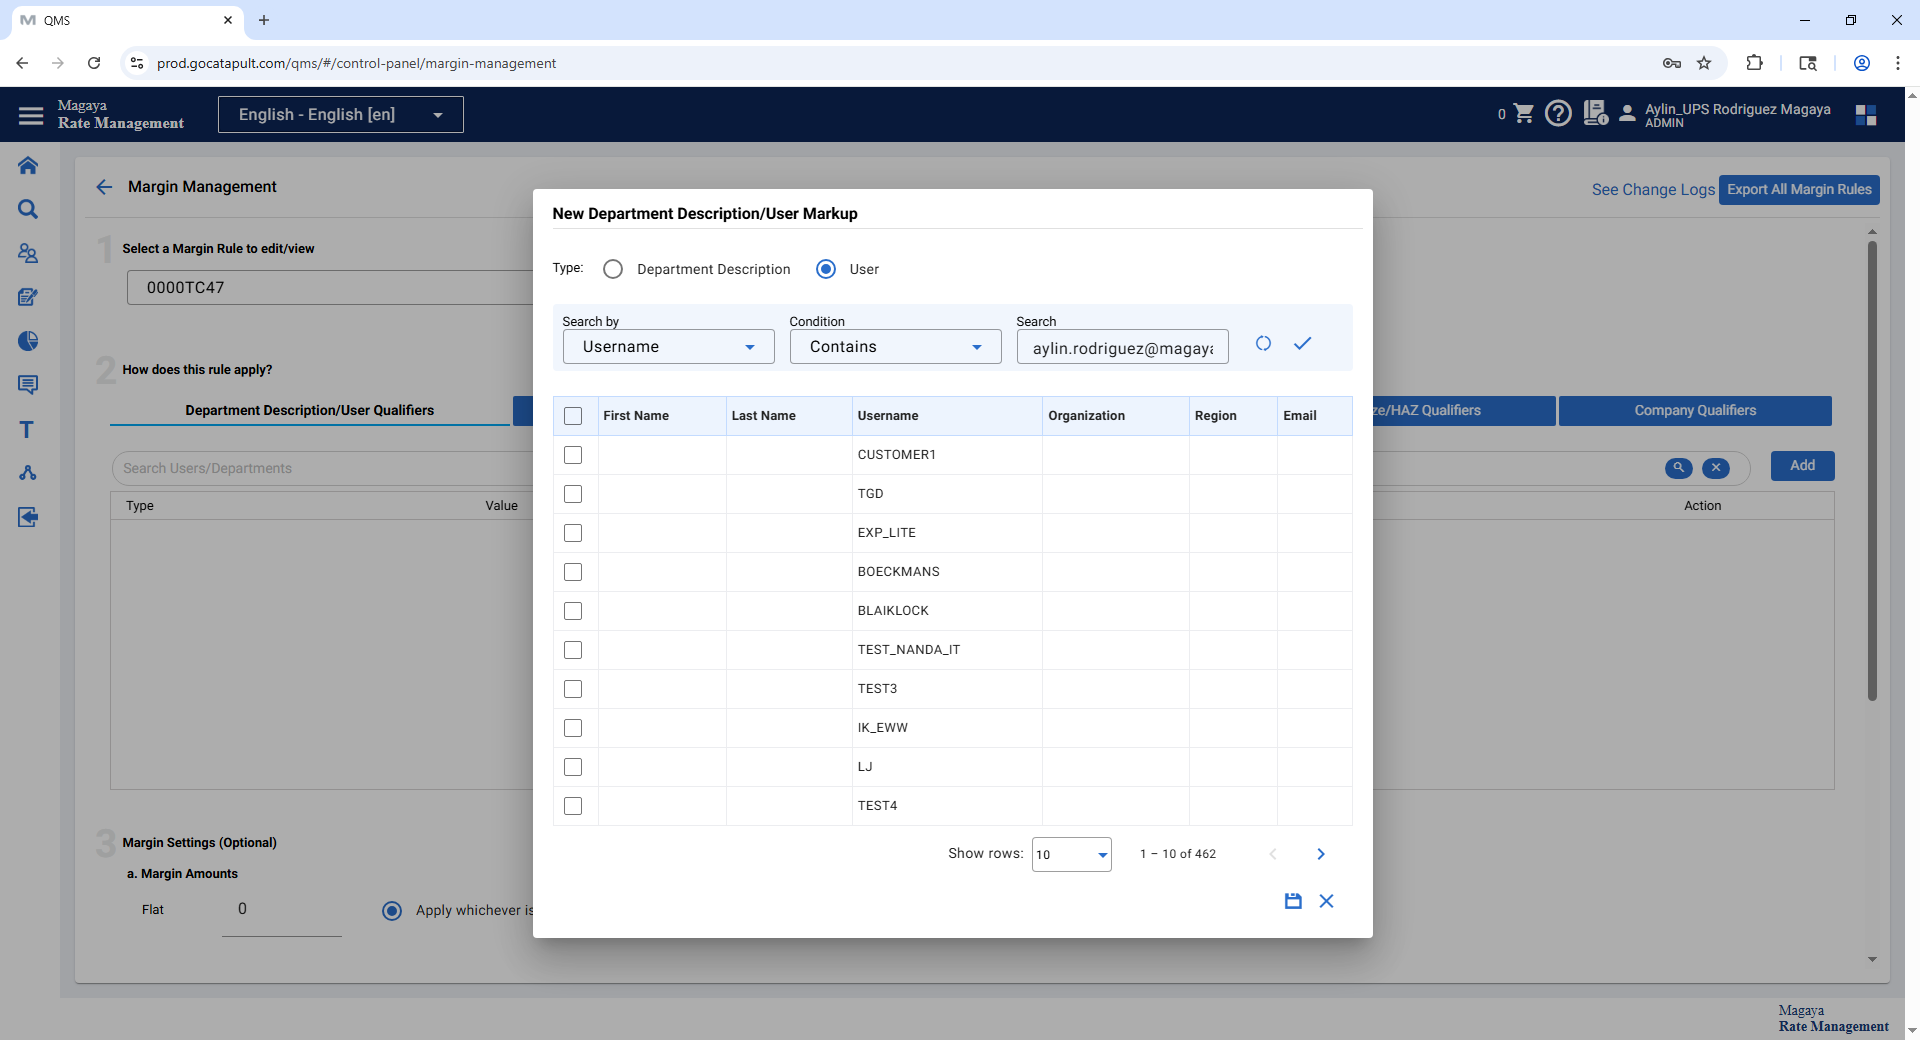 QMS
prod.gocatapult.com/qms/#/control-panel/margin-management
Magaya
Rate Management
English - English [en]
0
Aylin_UPS Rodriguez Magaya
ADMIN
Margin Management
See Change Logs
Export All Margin Rules
1 Select a Margin Rule to edit/view
0000TC47
2 How does this rule apply?
Department Description/User Qualifiers
ze/HAZ Qualifiers
Company Qualifiers
Search Users/Departments
Add
Type Value Action
3 Margin Settings (Optional)
a. Margin Amounts
Flat 0 Apply whichever is
New Department Description/User Markup
Type: Department Description User
Search by Condition Search
Username Contains aylin.rodriguez@magaya
First Name Last Name Username Organization Region Email
CUSTOMER1
TGD
EXP_LITE
BOECKMANS
BLAIKLOCK
TEST_NANDA_IT
TEST3
IK_EWW
LJ
TEST4
Show rows: 10 1 – 10 of 462
Magaya
Rate Management